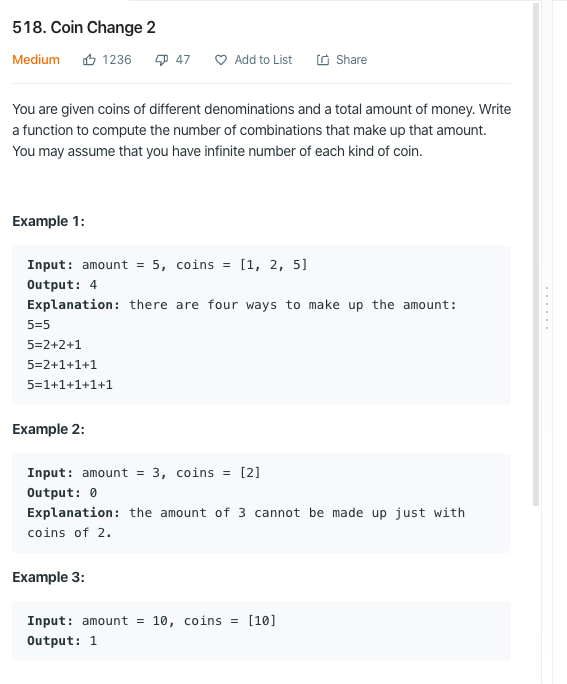 518. Coin Change 2
Medium 1236 47 Add to List Share
You are given coins of different denominations and a total amount of money. Write
a function to compute the number of combinations that make up that amount.
You may assume that you have infinite number of each kind of coin.
Example 1:
Input: amount = 5, coins = [1, 2, 5]
Output: 4
Explanation: there are four ways to make up the amount:
5=5
5=2+2+1
5=2+1+1+1
5=1+1+1+1+1
Example 2:
Input: amount = 3, coins = [2]
Output: 0
Explanation: the amount of 3 cannot be made up just with
coins of 2.
Example 3:
Input: amount = 10, coins = [10]
Output: 1